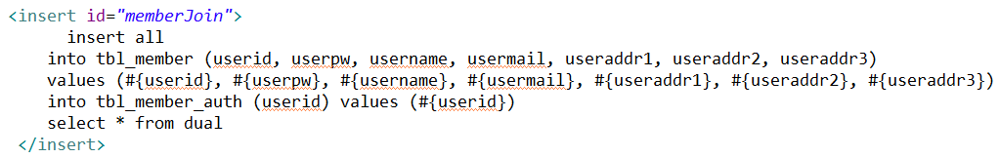 <insert id="memberJoin">
insert all
into tbl_member (userid, userpw, username, usermail, useraddr1, useraddr2, useraddr3)
values (#{userid}, #{userpw}, #{username}, #{usermail}, #{useraddr1}, #{useraddr2}, #{useraddr3})
into tbl_member_auth (userid) values (#{userid})
select * from dual
</insert>